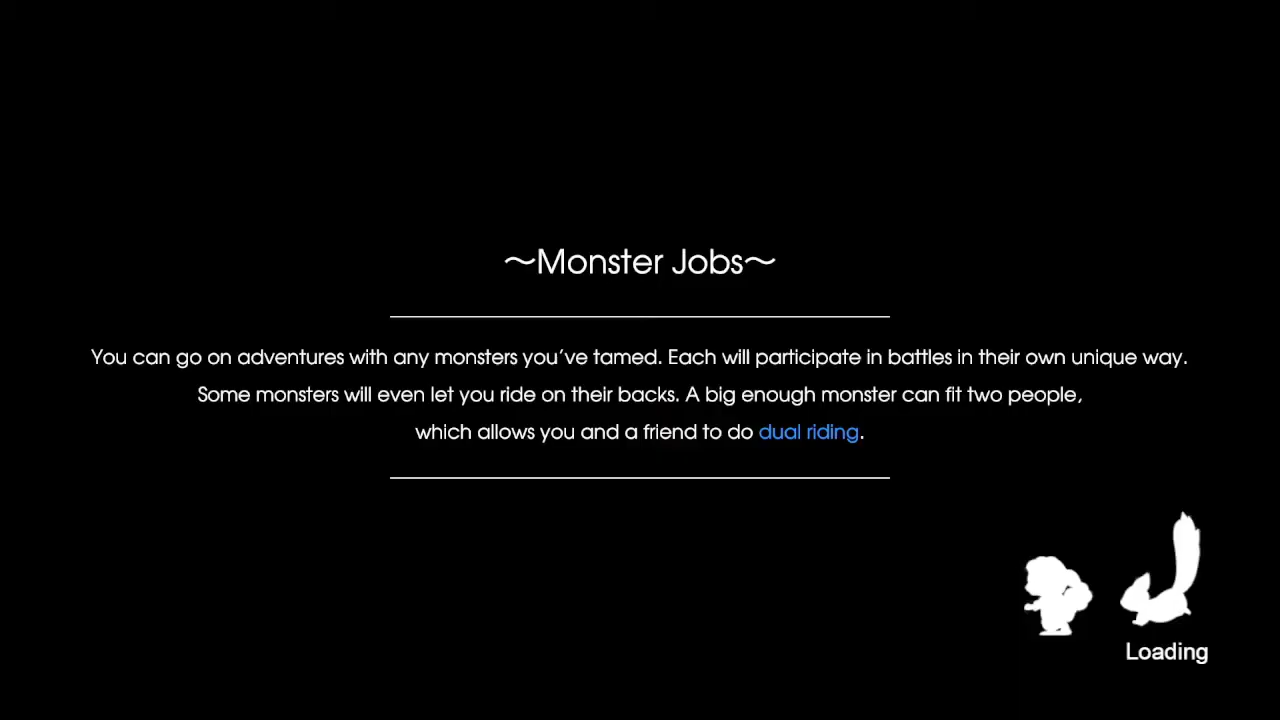 ～Monster Jobs～
You can go on adventures with any monsters you've tamed. Each will participate in battles in their own unique way.
Some monsters will even let you ride on their backs. A big enough monster can fit two people,
which allows you and a friend to do dual riding.
Loading